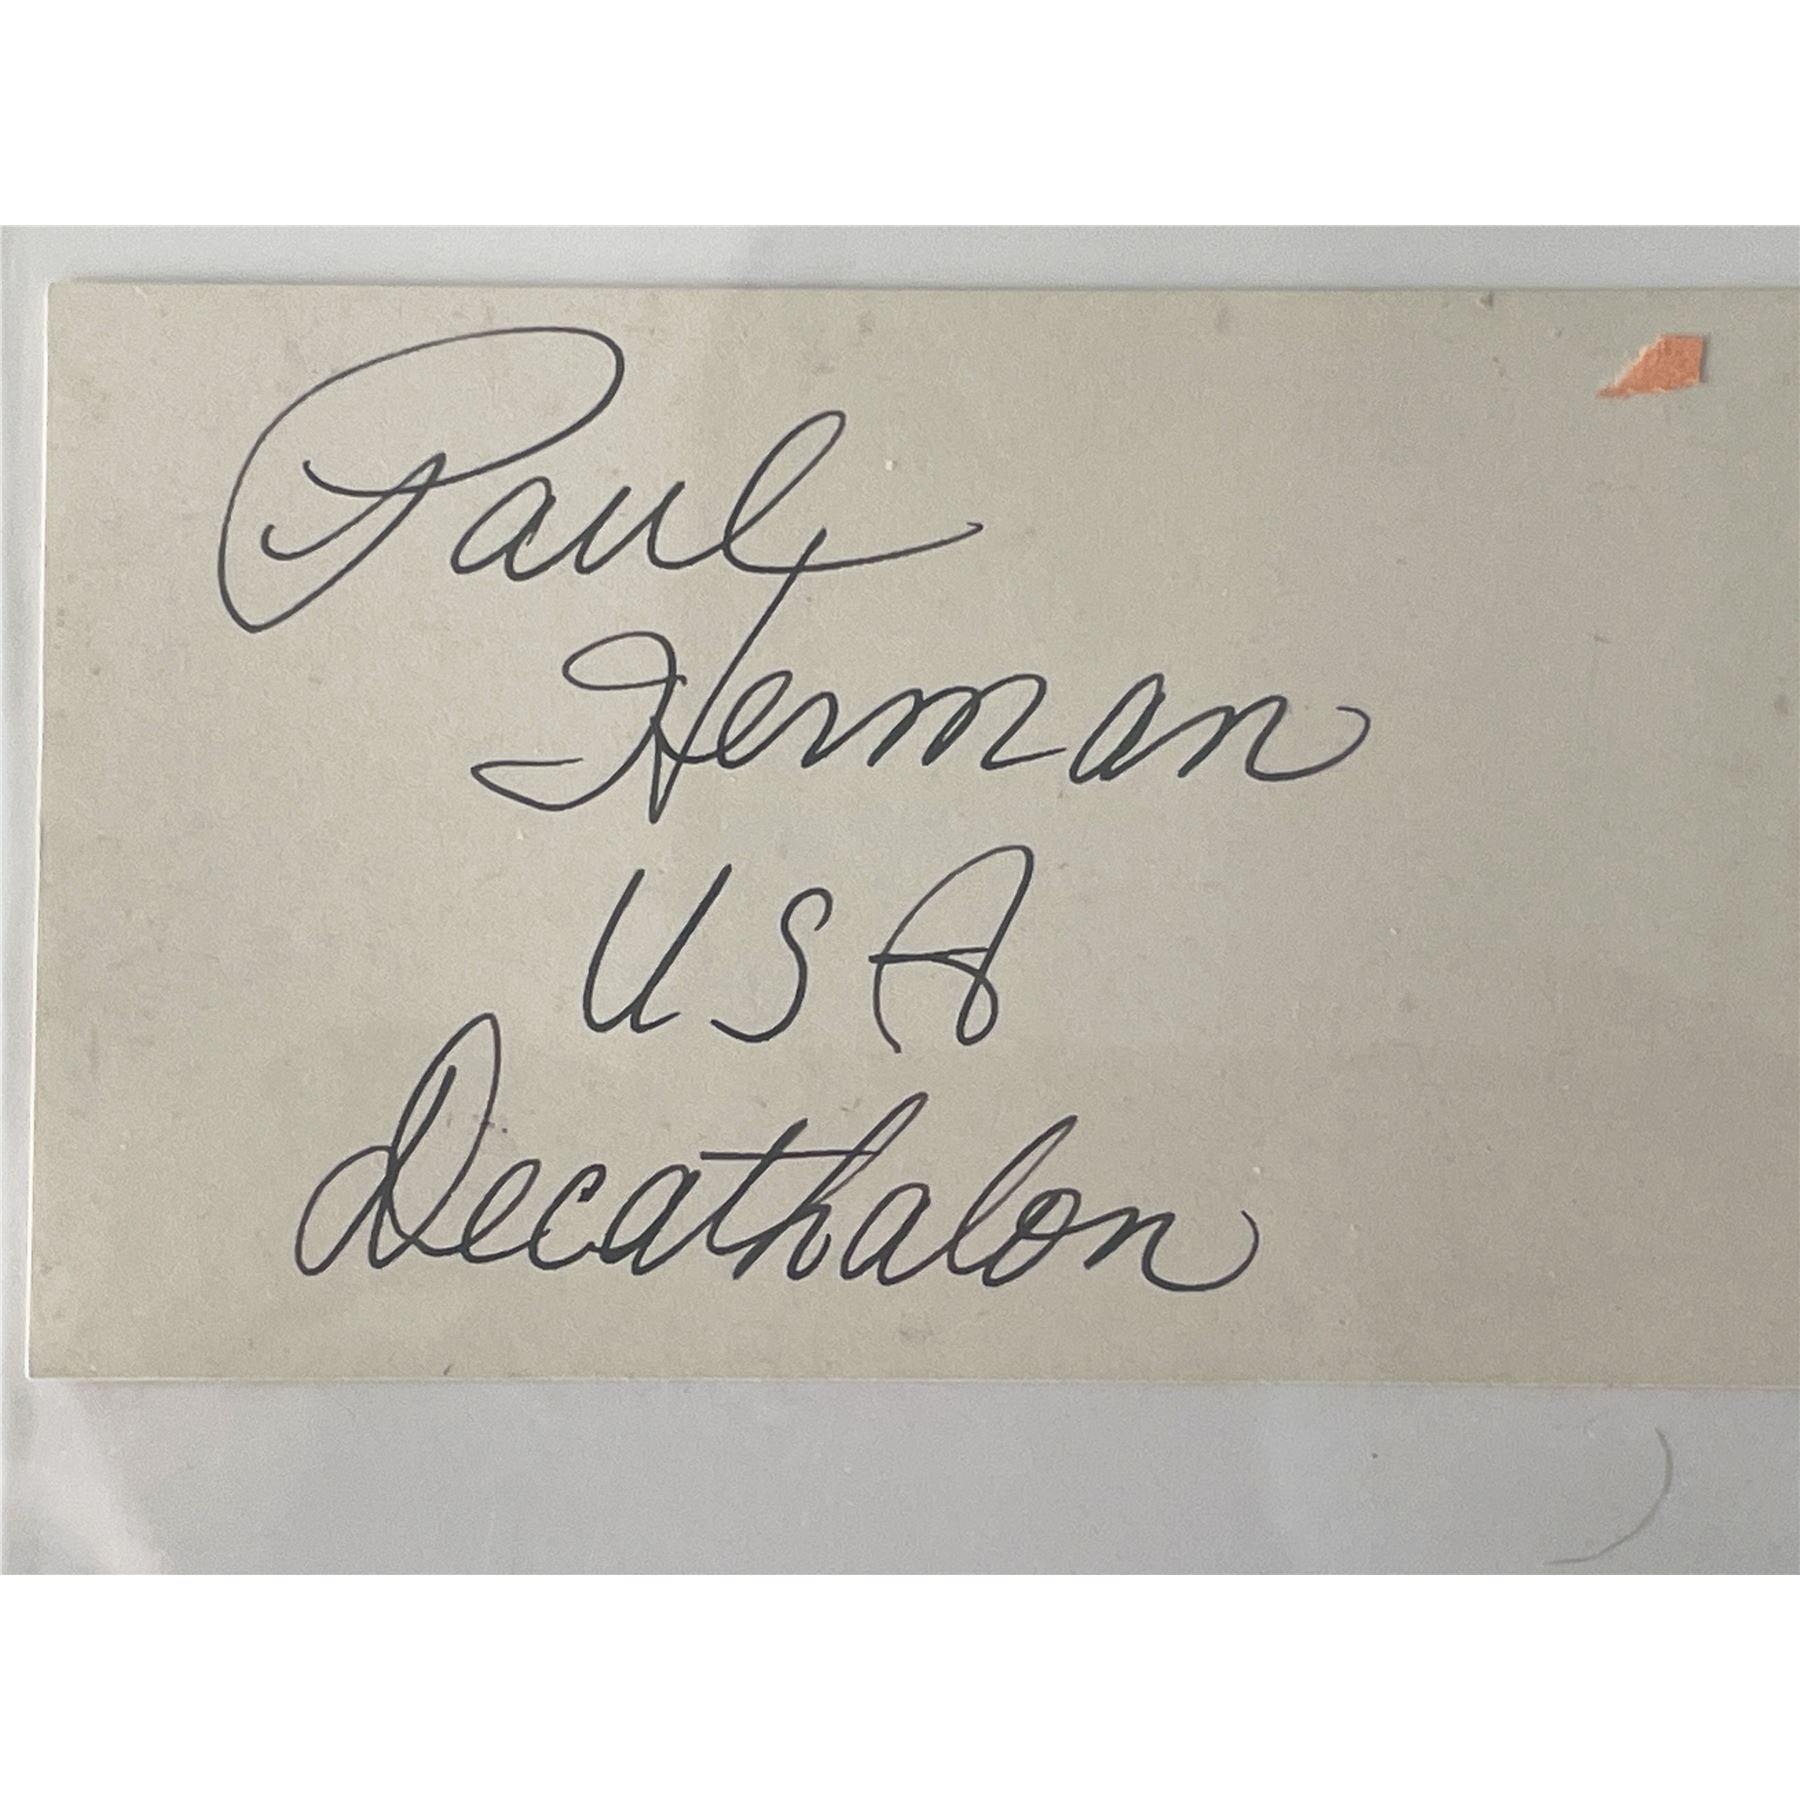 Paul
Herman
USA
Decathalon